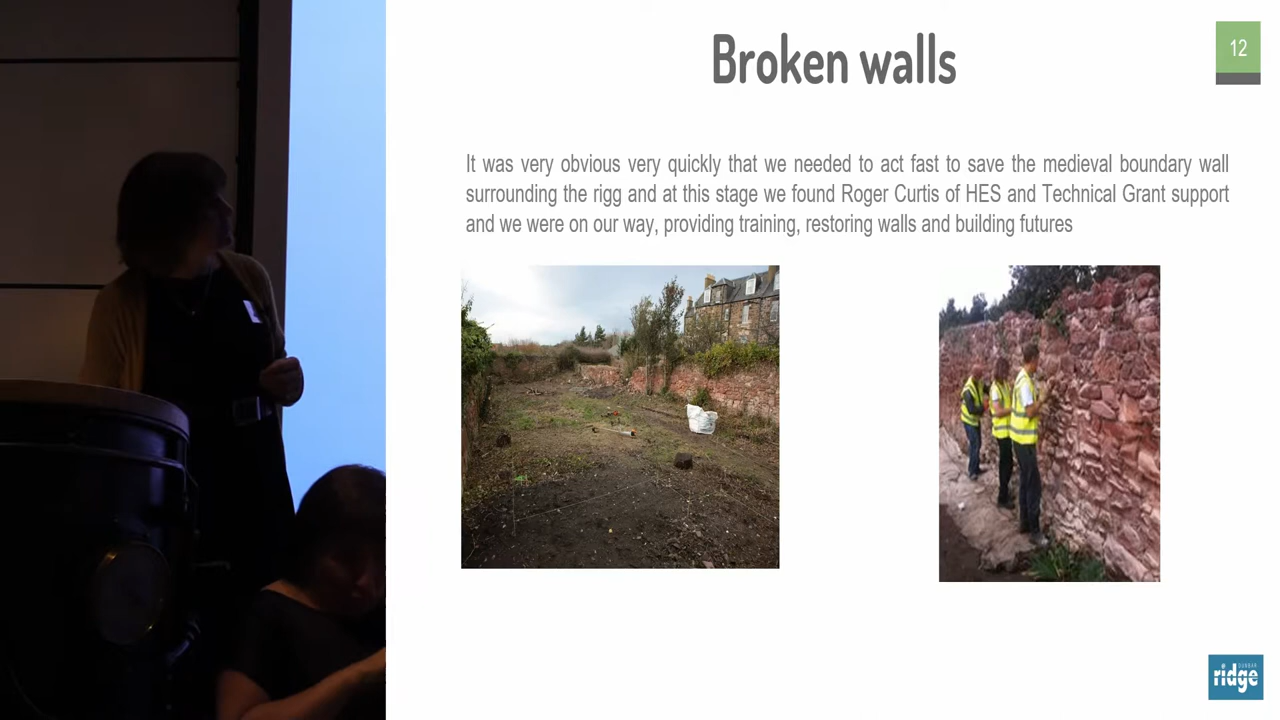 Broken walls
12
It was very obvious very quickly that we needed to act fast to save the medieval boundary wall
surrounding the rigg and at this stage we found Roger Curtis of HES and Technical Grant support
and we were on our way, providing training, restoring walls and building futures
DUNBAR
ridge